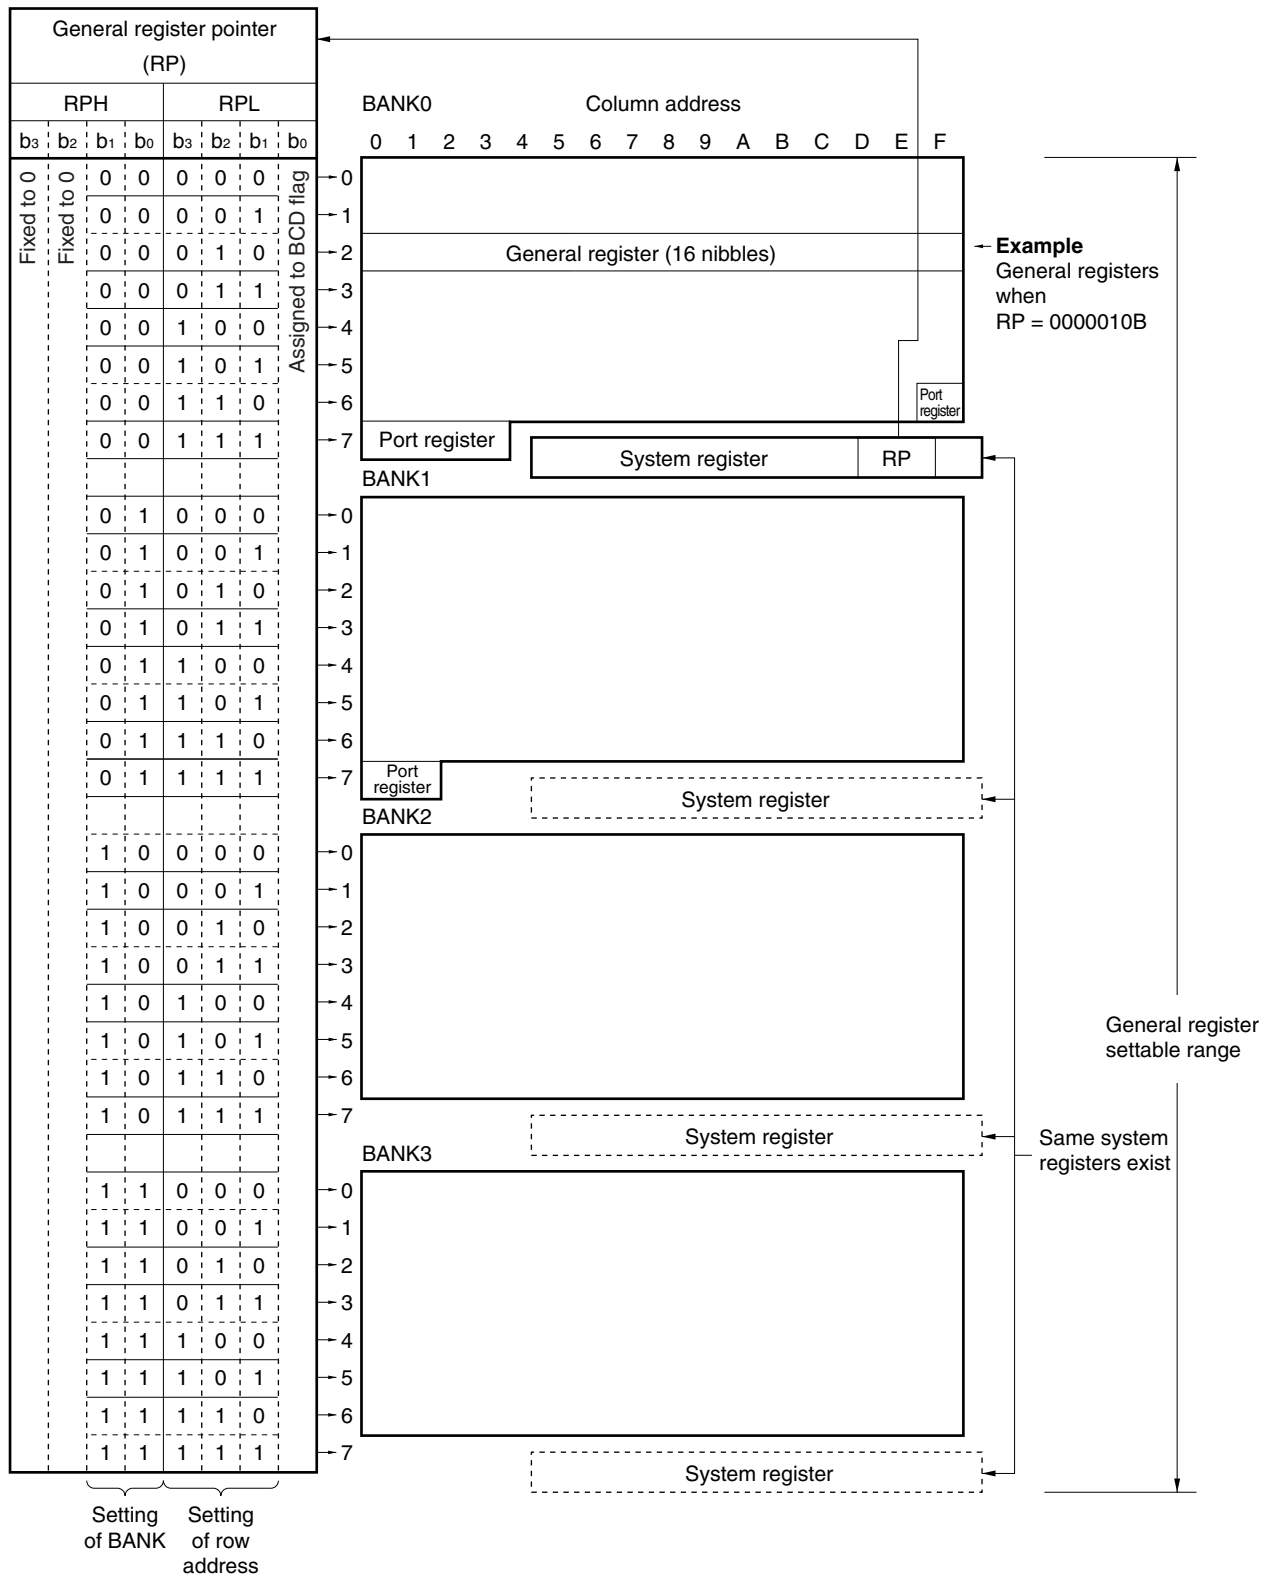 General register pointer
(RP)
RPH RPL
b3 b2 b1 b0 b3 b2 b1 b0
Fixed to 0
Fixed to 0
Assigned to BCD flag
BANK0 Column address
0 1 2 3 4 5 6 7 8 9 A B C D E F
0 0 0 0 0 0
0 0 0 0 1 1
0 0 0 1 0 2 General register (16 nibbles)
0 0 0 1 1 3
0 0 1 0 0 4
0 0 1 0 1 5
0 0 1 1 0 6
0 0 1 1 1 7
Example
General registers
when
RP = 0000010B
Port
register
Port register
System register RP
BANK1
0 1 0 0 0 0
0 1 0 0 1 1
0 1 0 1 0 2
0 1 0 1 1 3
0 1 1 0 0 4
0 1 1 0 1 5
0 1 1 1 0 6
0 1 1 1 1 7
Port
register
System register
BANK2
1 0 0 0 0 0
1 0 0 0 1 1
1 0 0 1 0 2
1 0 0 1 1 3
1 0 1 0 0 4
1 0 1 0 1 5
1 0 1 1 0 6
1 0 1 1 1 7
General register
settable range
System register
Same system
registers exist
BANK3
1 1 0 0 0 0
1 1 0 0 1 1
1 1 0 1 0 2
1 1 0 1 1 3
1 1 1 0 0 4
1 1 1 0 1 5
1 1 1 1 0 6
1 1 1 1 1 7
System register
Setting
of BANK
Setting
of row
address